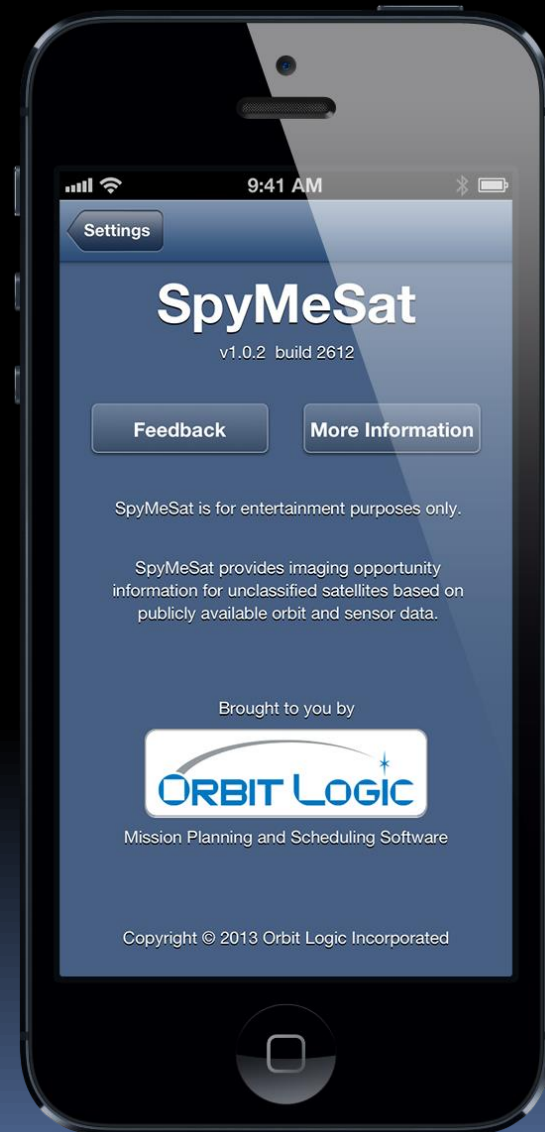 9:41 AM
Settings
SpyMeSat
v1.0.2 build 2612
Feedback
More Information
SpyMeSat is for entertainment purposes only.
SpyMeSat provides imaging opportunity
information for unclassified satellites based on
publicly available orbit and sensor data.
Brought to you by
ORBIT LOGIC
Mission Planning and Scheduling Software
Copyright © 2013 Orbit Logic Incorporated